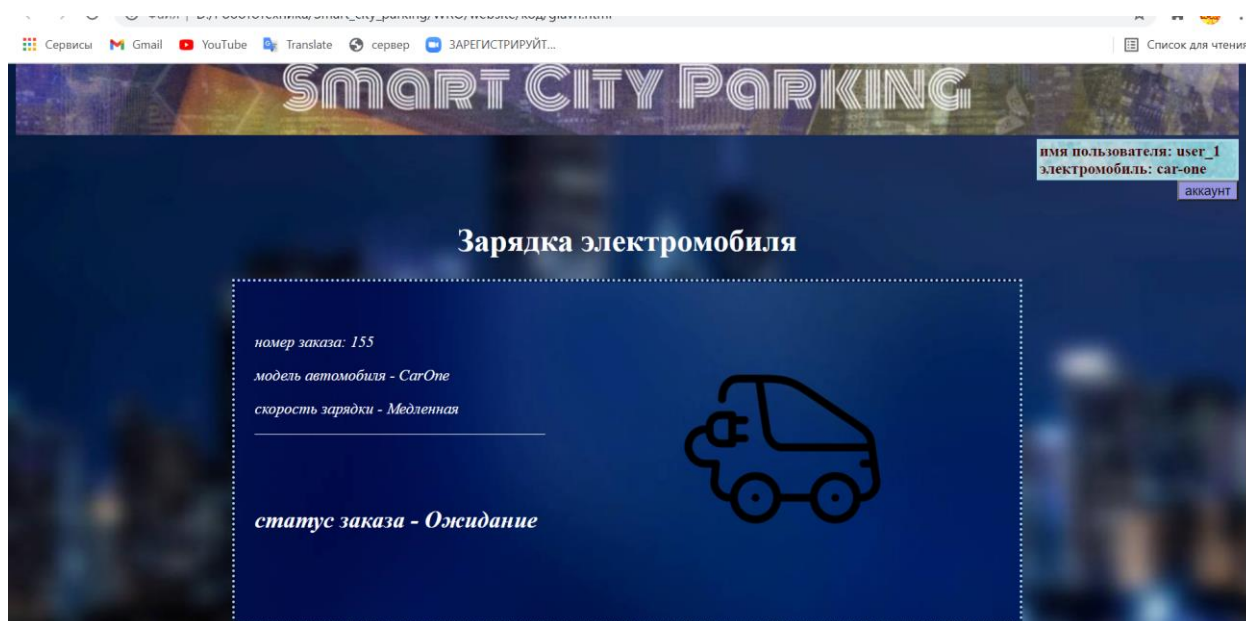 Сервисы Gmail YouTube Translate сервер ЗАРЕГИСТРИРУЙТ... Список для чтения
Smart City Parking
имя пользователя: user_1
электромобиль: car-one
аккаунт
Зарядка электромобиля
номер заказа: 155
модель автомобиля - CarOne
скорость зарядки - Медленная
статус заказа - Ожидание